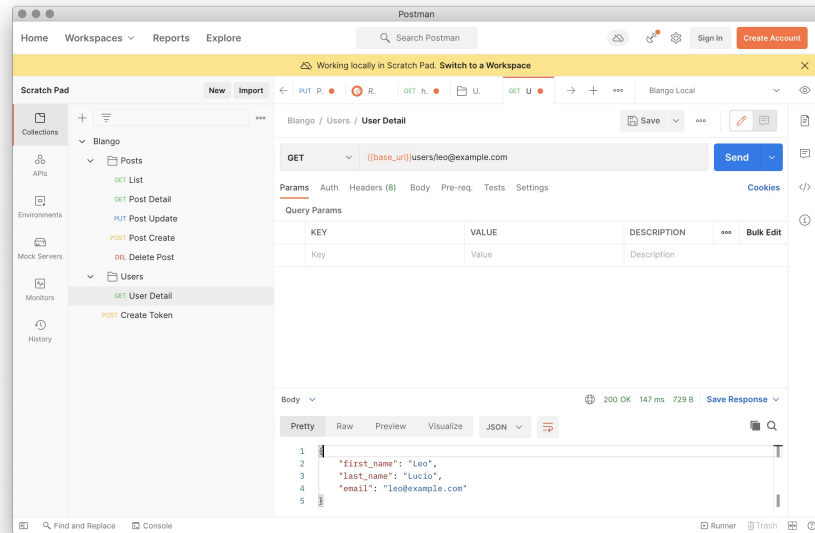 Postman
Home Workspaces Reports Explore Search Postman Sign In Create Account
Working locally in Scratch Pad. Switch to a Workspace
Scratch Pad New Import PUT P. R. GET h. U. GET U Blango Local
Collections
APIs
Environments
Mock Servers
Monitors
History
Blango
Posts
GET List
GET Post Detail
PUT Post Update
POST Post Create
DEL Delete Post
Users
GET User Detail
POST Create Token
Blango / Users / User Detail Save
GET {{base_url}}users/leo@example.com Send
Params Auth Headers (8) Body Pre-req. Tests Settings Cookies
Query Params
KEY VALUE DESCRIPTION Bulk Edit
Key Value Description
Body 200 OK 147 ms 729 B Save Response
Pretty Raw Preview Visualize JSON
1 {
2 "first_name": "Leo",
3 "last_name": "Lucio",
4 "email": "leo@example.com"
5 }
Find and Replace Console Runner Trash